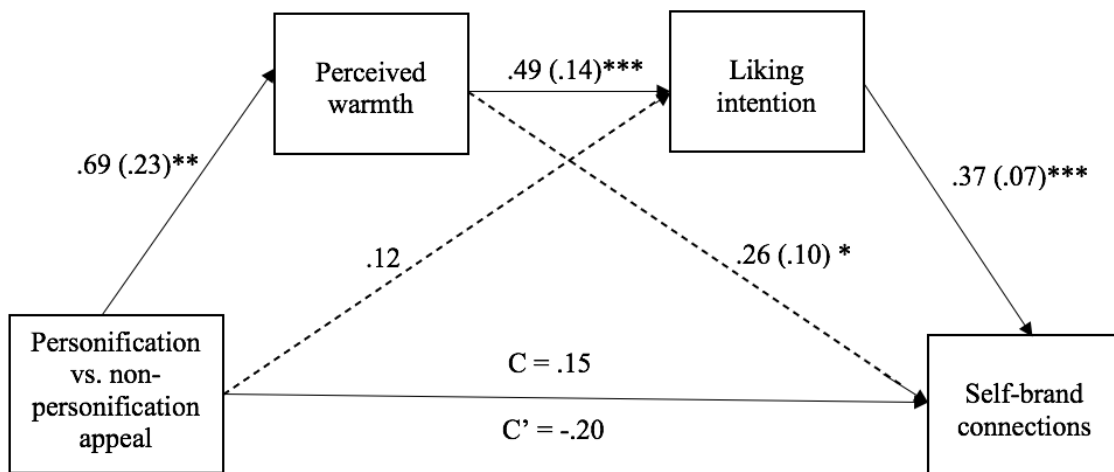 Perceived
warmth
.49 (.14)***
Liking
intention
.69 (.23)**
.37 (.07)***
.12
.26 (.10) *
Personification
vs. non-
personification
appeal
C = .15
C’ = -.20
Self-brand
connections